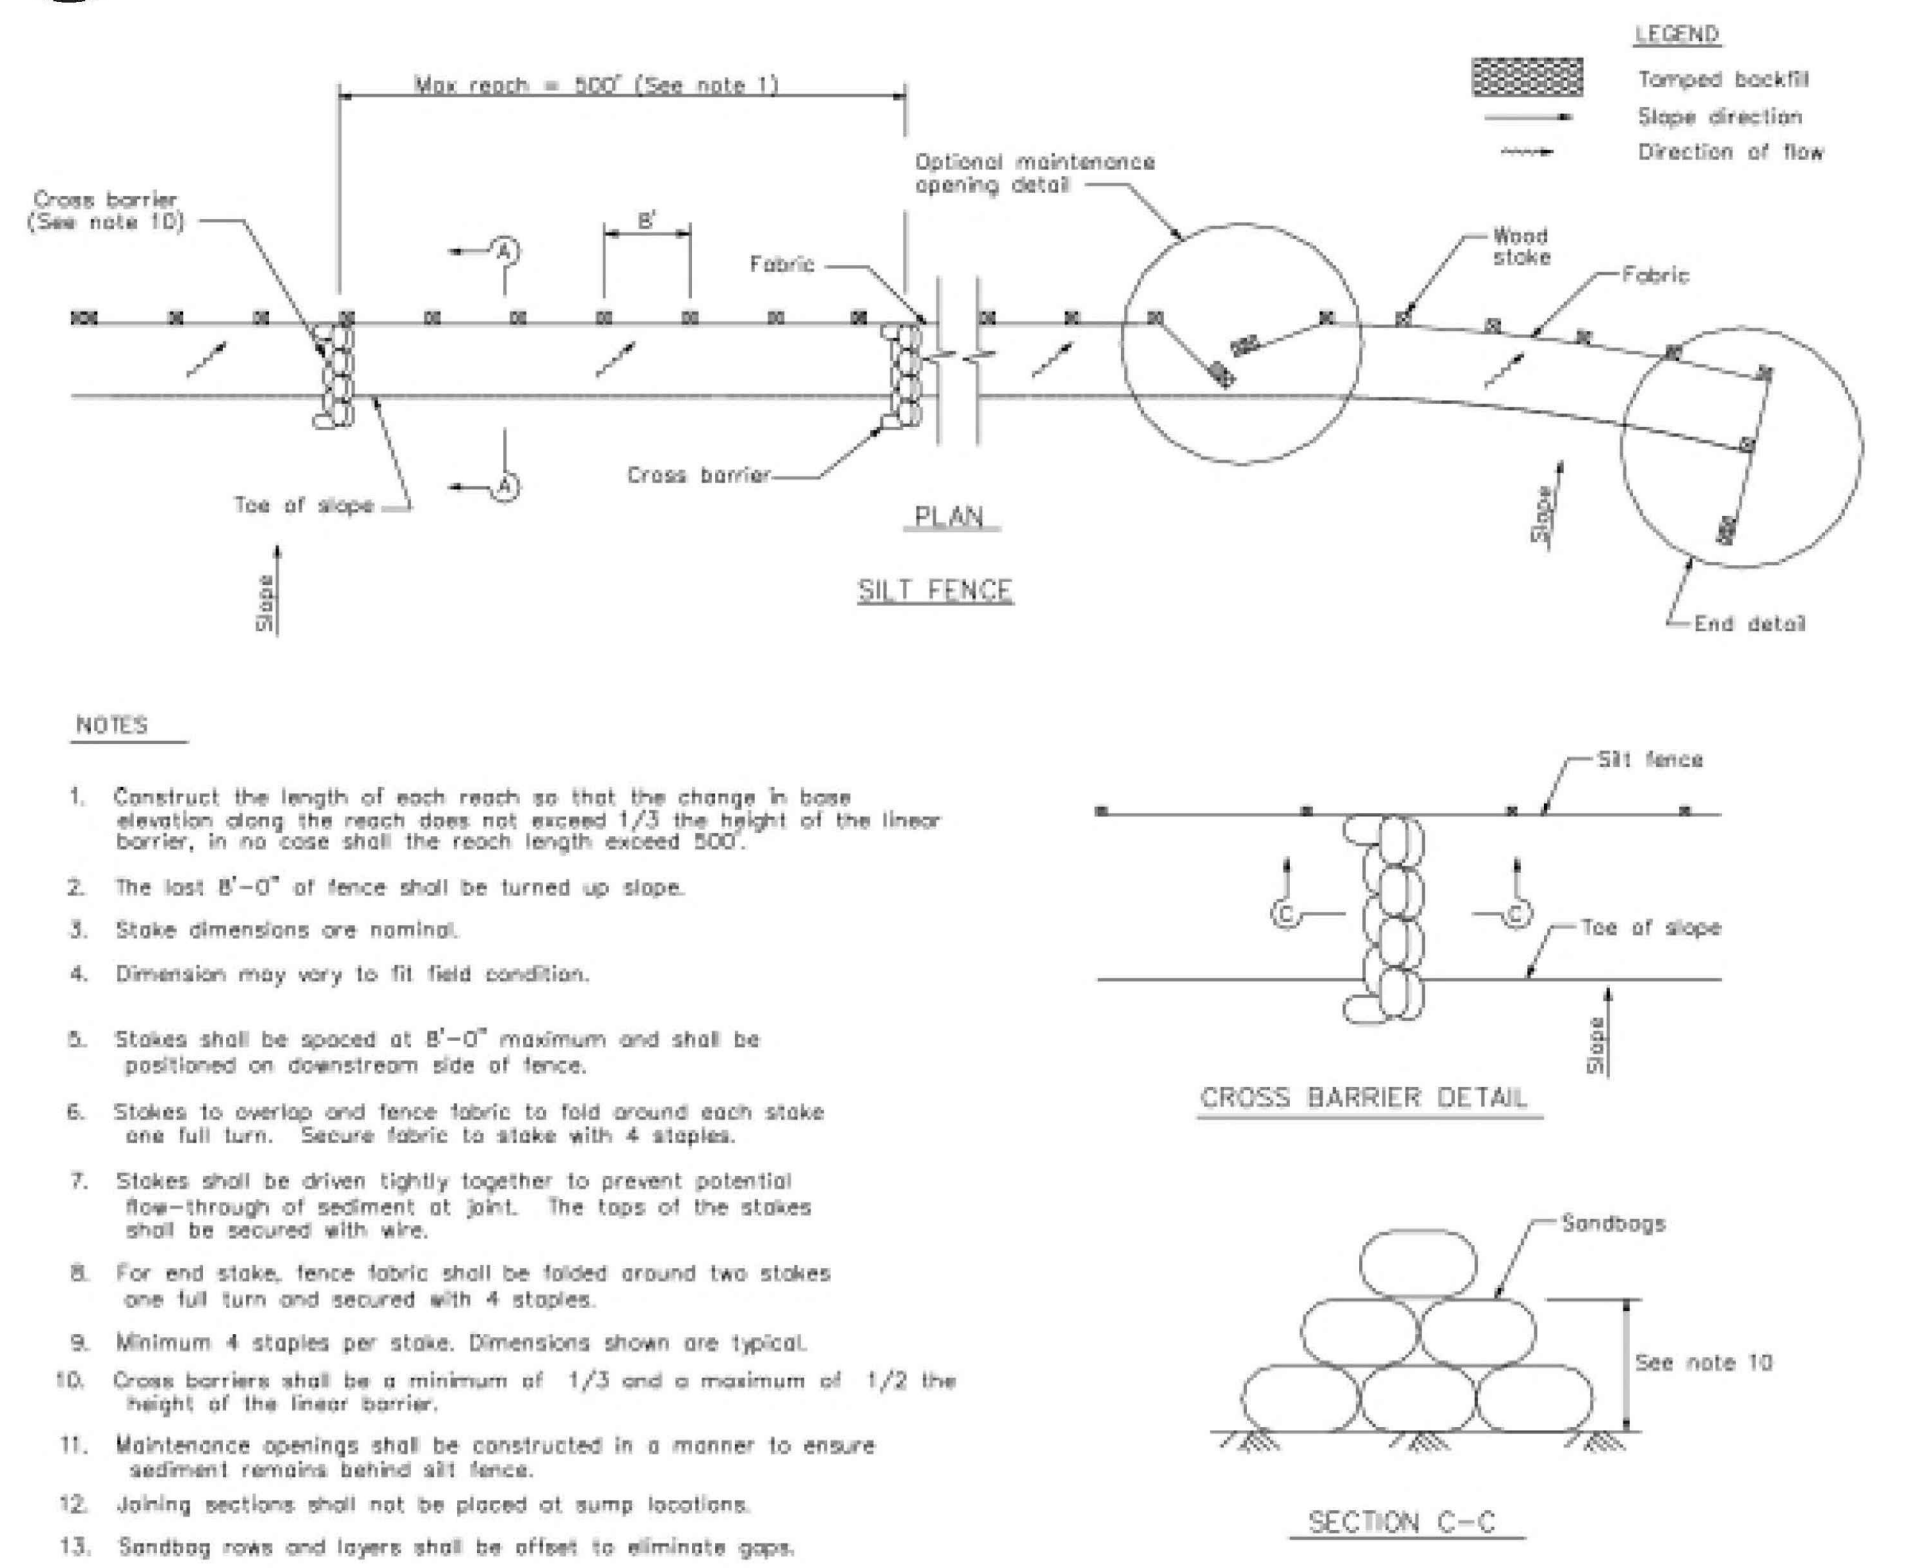 LEGEND
Tamped backfill
Slope direction
Direction of flow
Max reach = 500' (See note 1)
Optional maintenance
opening detail
Cross barrier
(See note 10)
8'
A
Fabric
Wood
stake
Fabric
Cross barrier
A
Toe of slope
PLAN
Slope
Slope
SILT FENCE
End detail
NOTES
1. Construct the length of each reach so that the change in base
elevation along the reach does not exceed 1/3 the height of the linear
barrier, in no case shall the reach length exceed 500'.
2. The last 8'-0" of fence shall be turned up slope.
3. Stake dimensions are nominal.
4. Dimension may vary to fit field condition.
5. Stakes shall be spaced at 8'-0" maximum and shall be
positioned on downstream side of fence.
6. Stakes to overlap and fence fabric to fold around each stake
one full turn. Secure fabric to stake with 4 staples.
7. Stakes shall be driven tightly together to prevent potential
flow-through of sediment at joint. The tops of the stakes
shall be secured with wire.
8. For end stake, fence fabric shall be folded around two stakes
one full turn and secured with 4 staples.
9. Minimum 4 staples per stake. Dimensions shown are typical.
10. Cross barriers shall be a minimum of 1/3 and a maximum of 1/2 the
height of the linear barrier.
11. Maintenance openings shall be constructed in a manner to ensure
sediment remains behind silt fence.
12. Joining sections shall not be placed at sump locations.
13. Sandbag rows and layers shall be offset to eliminate gaps.
Silt fence
C
C
Toe of slope
Slope
CROSS BARRIER DETAIL
Sandbags
See note 10
SECTION C-C